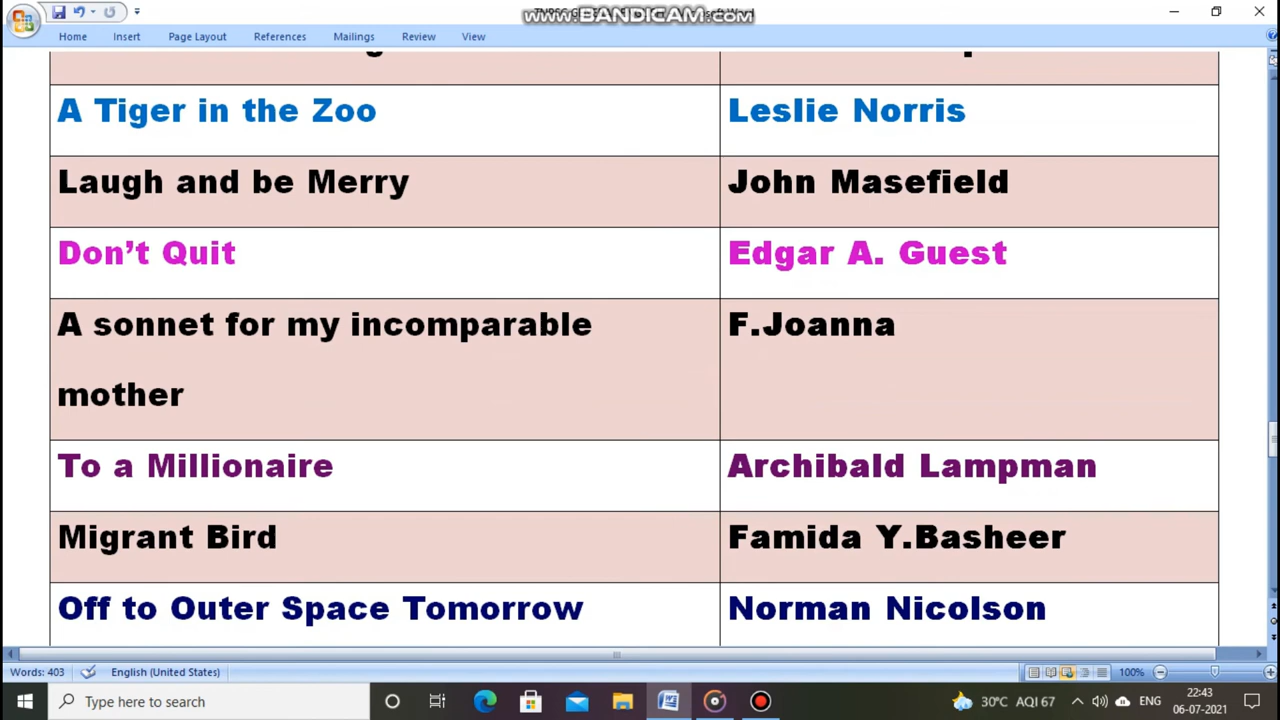 www.BANDICAM.com
Home Insert Page Layout References Mailings Review View
A Tiger in the Zoo Leslie Norris
Laugh and be Merry John Masefield
Don't Quit Edgar A. Guest
A sonnet for my incomparable F.Joanna
mother
To a Millionaire Archibald Lampman
Migrant Bird Famida Y.Basheer
Off to Outer Space Tomorrow Norman Nicolson
Words: 403 English (United States) 100%
Type here to search 30°C AQI 67 ENG 22:43
06-07-2021